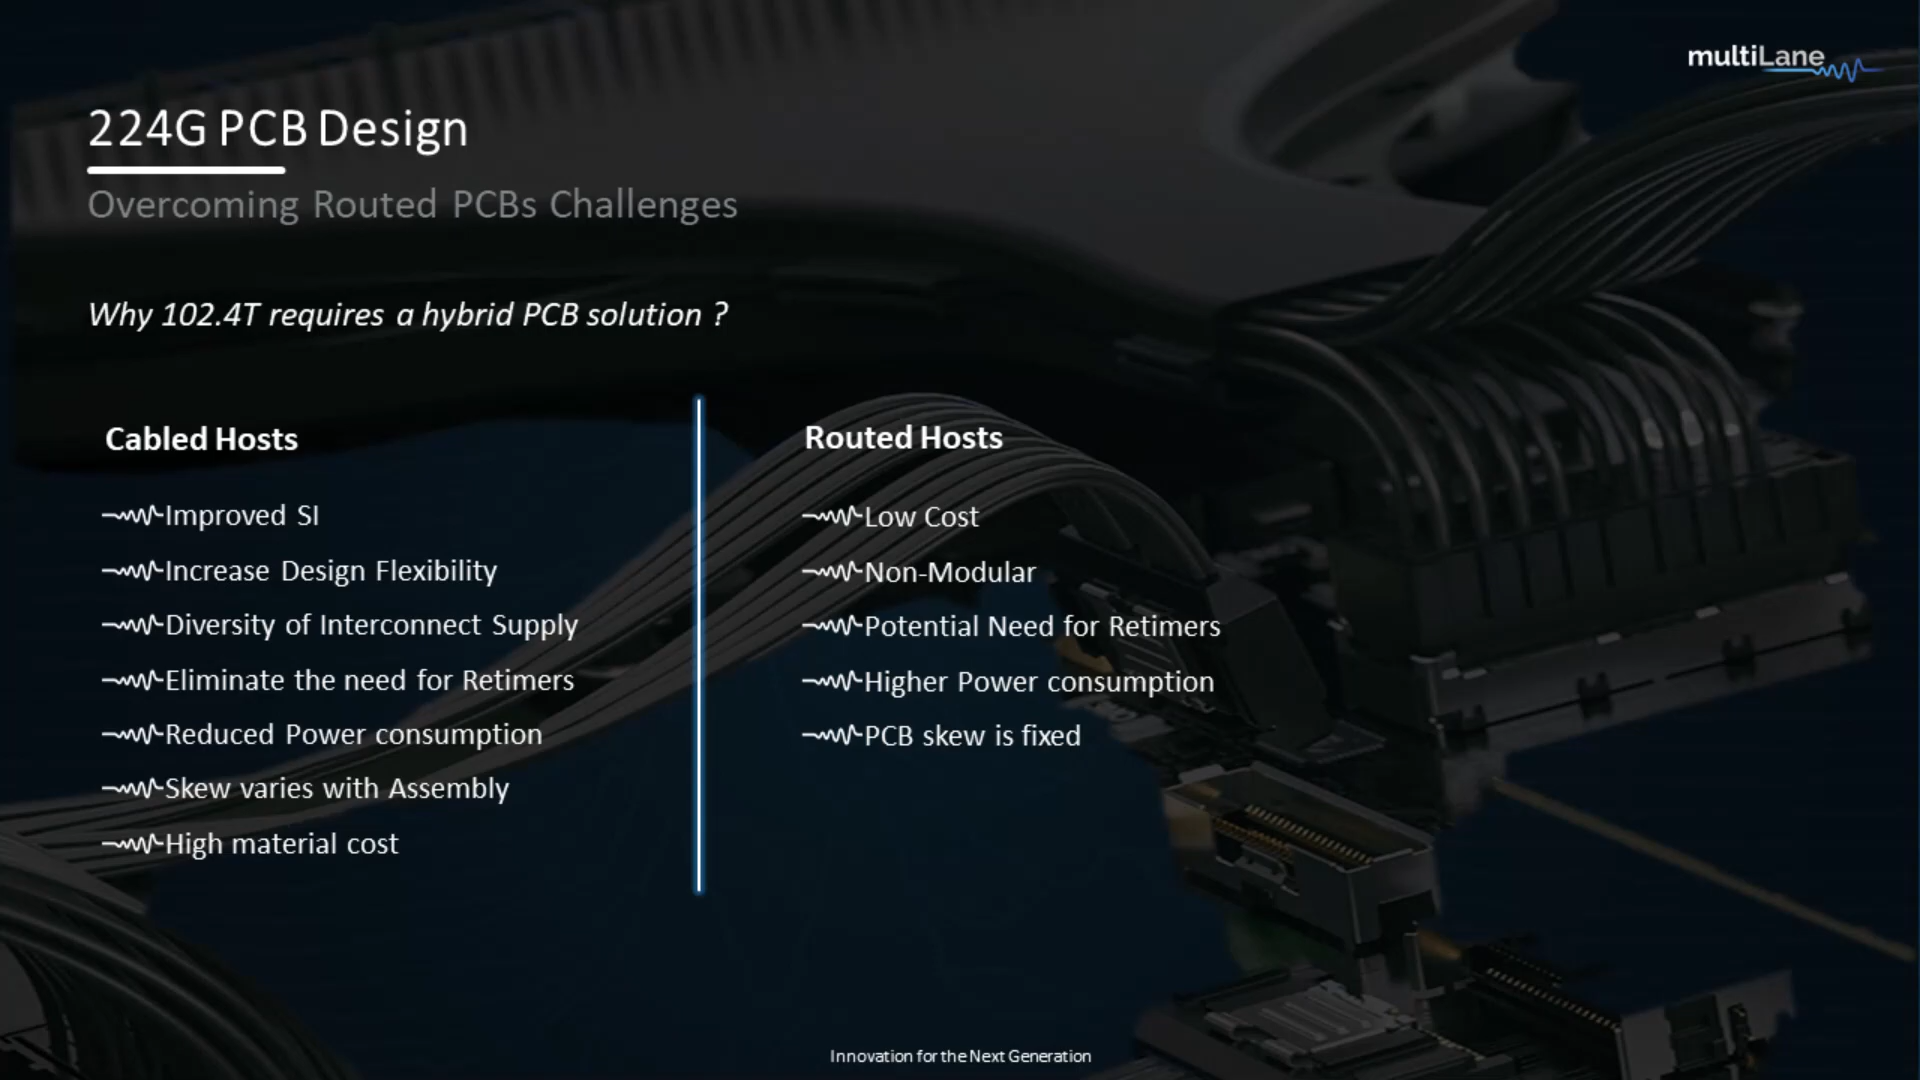 multiLane
224G PCB Design
Overcoming Routed PCBs Challenges
Why 102.4T requires a hybrid PCB solution ?
Cabled Hosts
Improved SI
Increase Design Flexibility
Diversity of Interconnect Supply
Eliminate the need for Retimers
Reduced Power consumption
Skew varies with Assembly
High material cost
Routed Hosts
Low Cost
Non-Modular
Potential Need for Retimers
Higher Power consumption
PCB skew is fixed
Innovation for the Next Generation